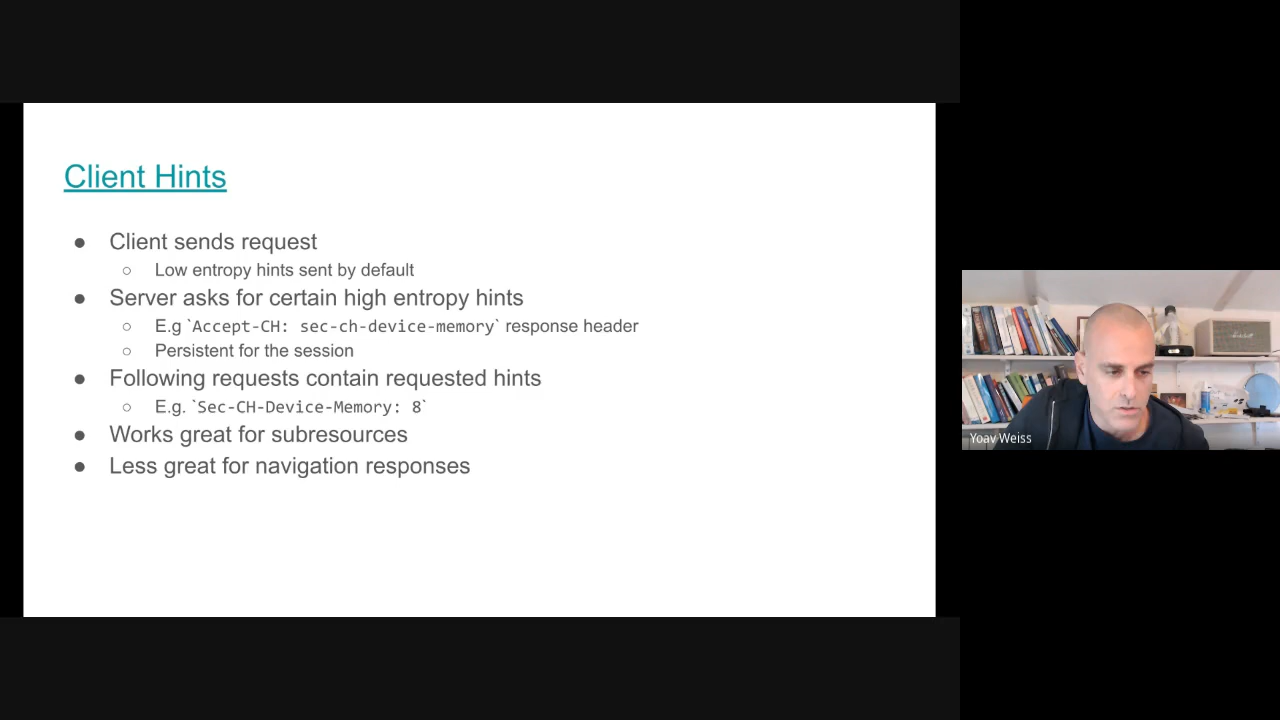 Client Hints
● Client sends request
○ Low entropy hints sent by default
● Server asks for certain high entropy hints
○ E.g `Accept-CH: sec-ch-device-memory` response header
○ Persistent for the session
● Following requests contain requested hints
○ E.g. `Sec-CH-Device-Memory: 8`
● Works great for subresources
● Less great for navigation responses
Yoav Weiss